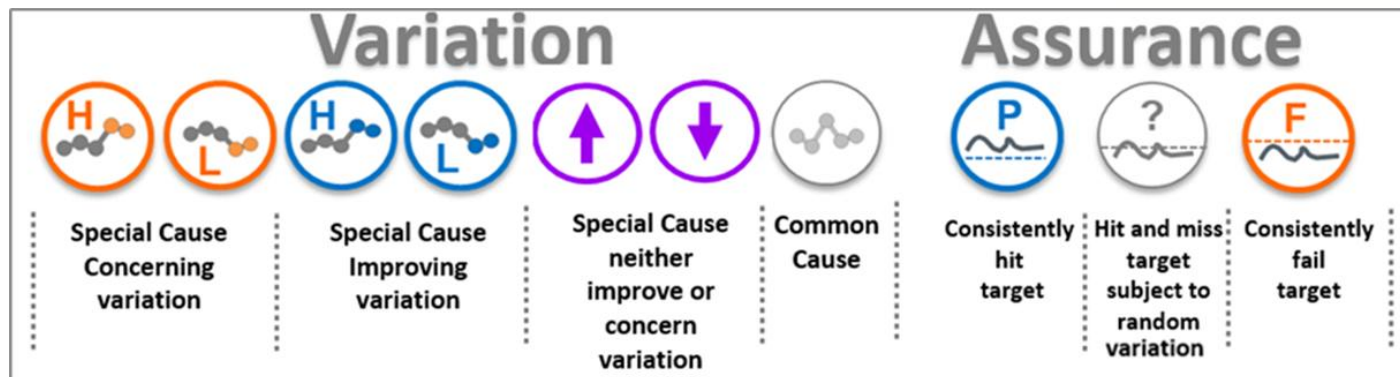 Variation
Assurance
H
L
H
L
P
?
F
Special Cause
Concerning
variation
Special Cause
Improving
variation
Special Cause
neither
improve or
concern
variation
Common
Cause
Consistently
hit
target
Hit and miss
target
subject to
random
variation
Consistently
fail
target